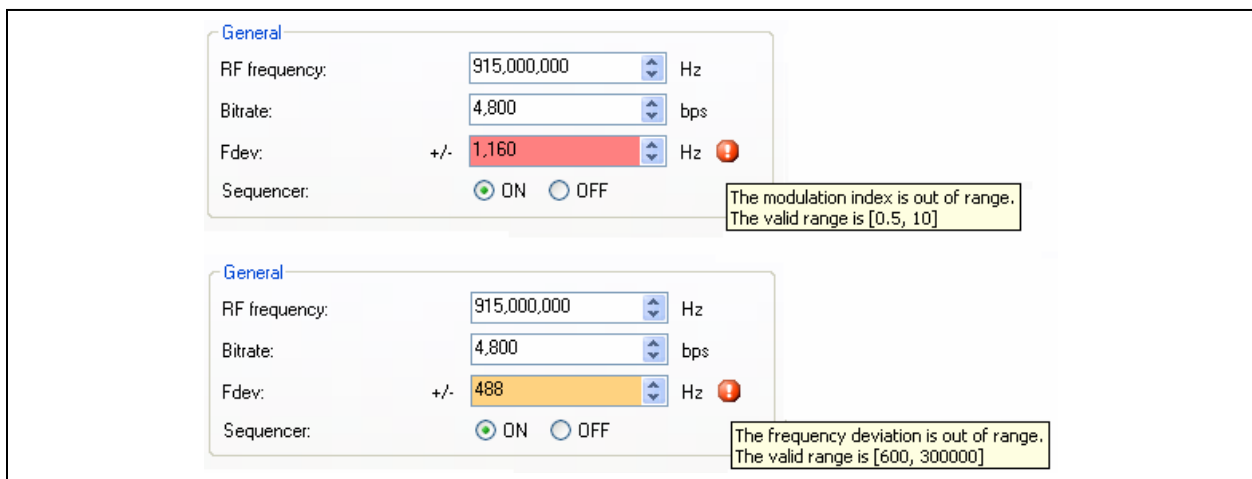 General
RF frequency: 915,000,000 Hz
Bitrate: 4,800 bps
Fdev: +/- 1,160 Hz
Sequencer: ON OFF
The modulation index is out of range.
The valid range is [0.5, 10]
General
RF frequency: 915,000,000 Hz
Bitrate: 4,800 bps
Fdev: +/- 488 Hz
Sequencer: ON OFF
The frequency deviation is out of range.
The valid range is [600, 300000]